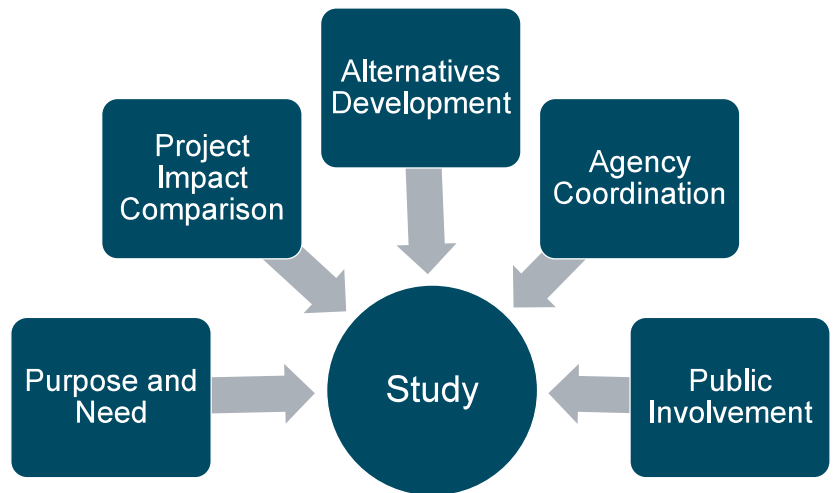 Alternatives
Development
Project
Impact
Comparison
Agency
Coordination
Purpose and
Need
Study
Public
Involvement